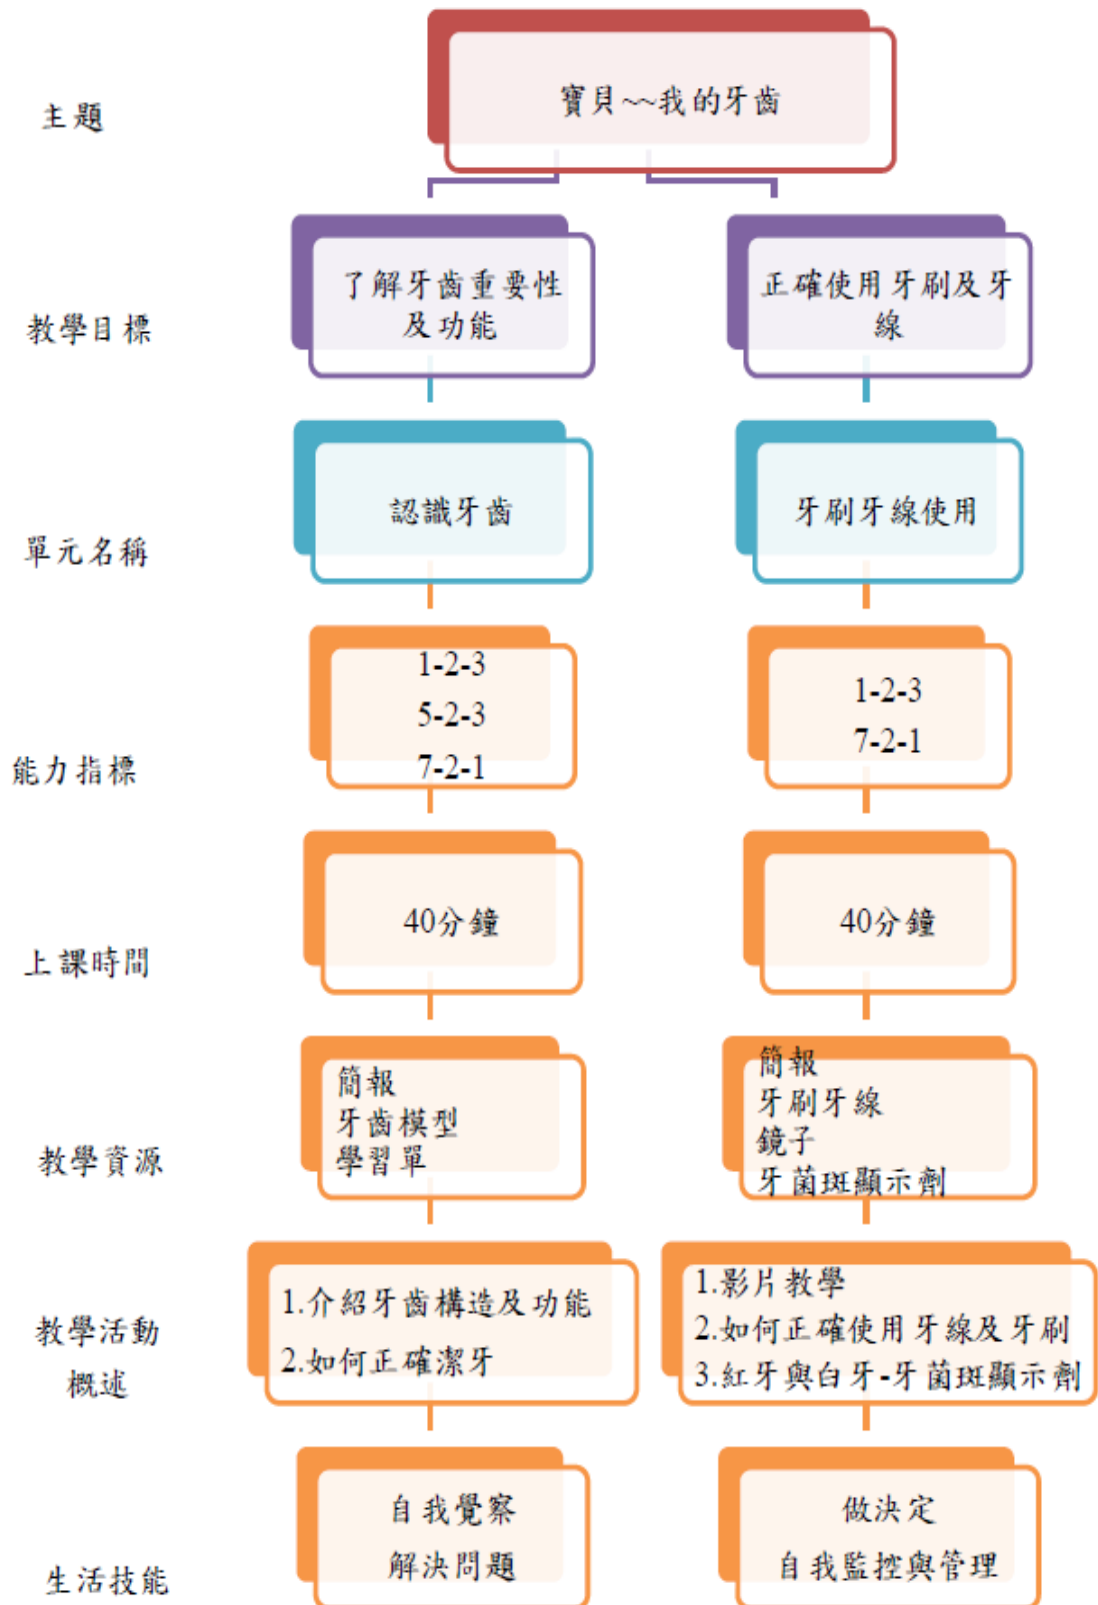 主題
寶貝~~我的牙齒
教學目標
了解牙齒重要性
及功能
正確使用牙刷及牙
線
單元名稱
認識牙齒
牙刷牙線使用
能力指標
1-2-3
5-2-3
7-2-1
1-2-3
7-2-1
上課時間
40分鐘
40分鐘
教學資源
簡報
牙齒模型
學習單
簡報
牙刷牙線
鏡子
牙菌斑顯示劑
教學活動
概述
1.介紹牙齒構造及功能
2.如何正確潔牙
1.影片教學
2.如何正確使用牙線及牙刷
3.紅牙與白牙-牙菌斑顯示劑
生活技能
自我覺察
解決問題
做決定
自我監控與管理